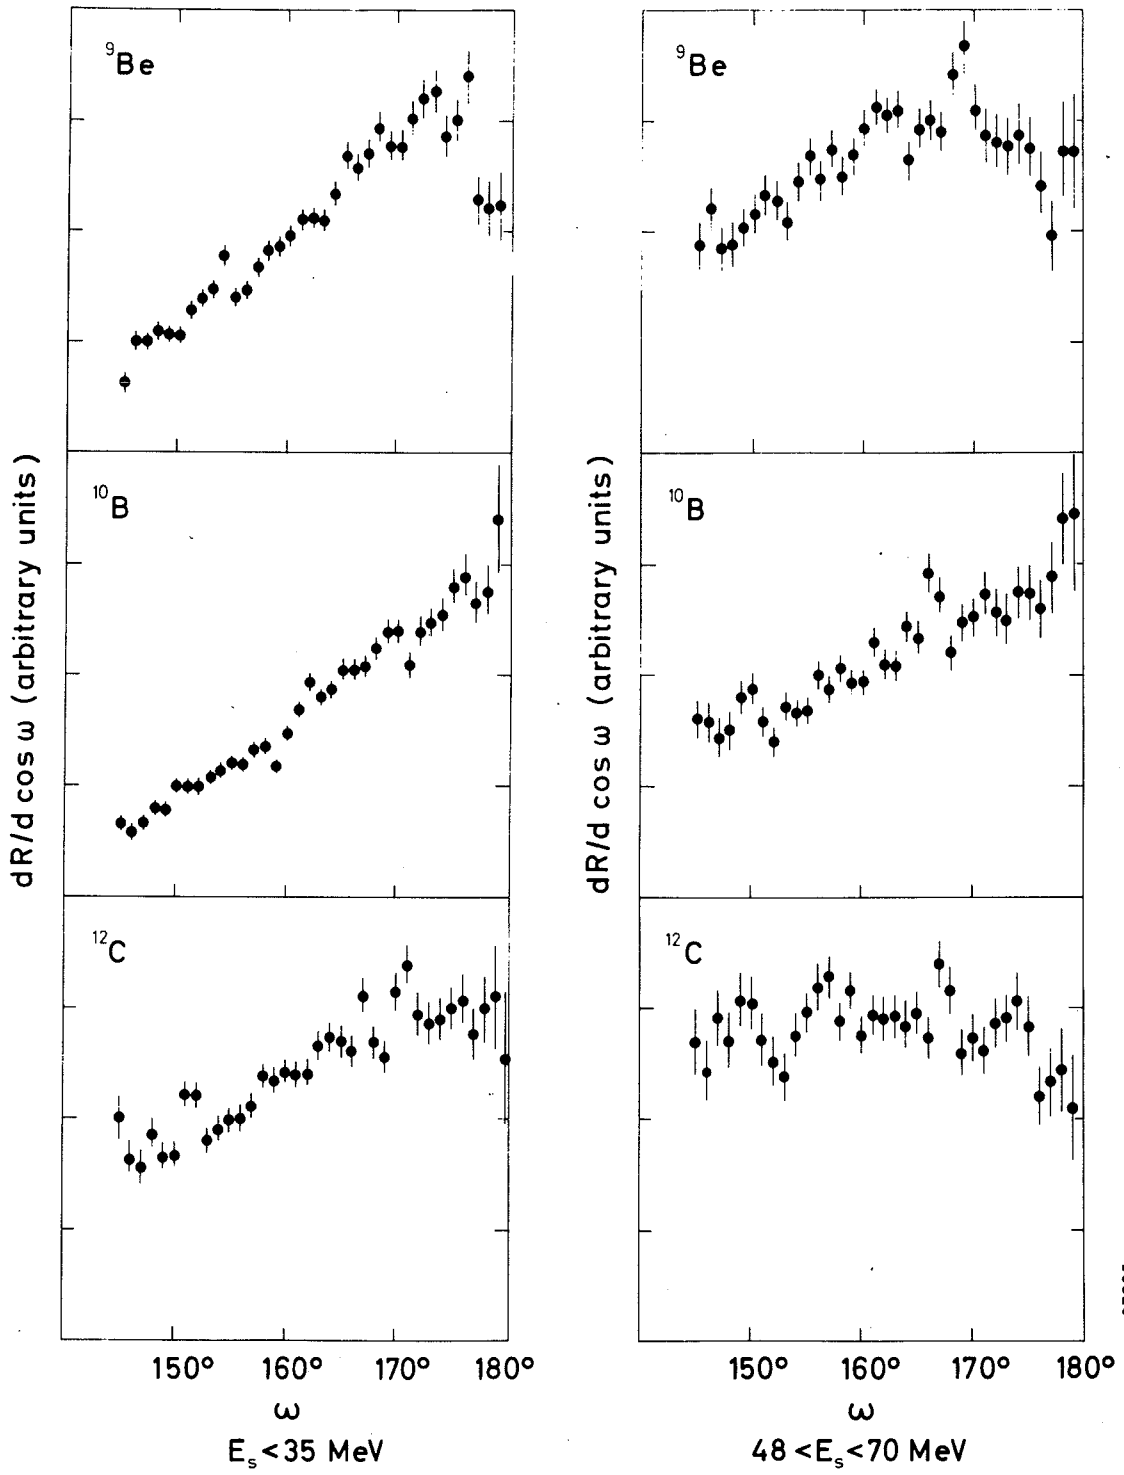 ⁹Be
⁹Be
dR/d cos ω (arbitrary units)
dR/d cos ω (arbitrary units)
¹⁰B
¹⁰B
¹²C
¹²C
150° 160° 170° 180°
150° 160° 170° 180°
ω
ω
Eₛ < 35 MeV
48 < Eₛ < 70 MeV